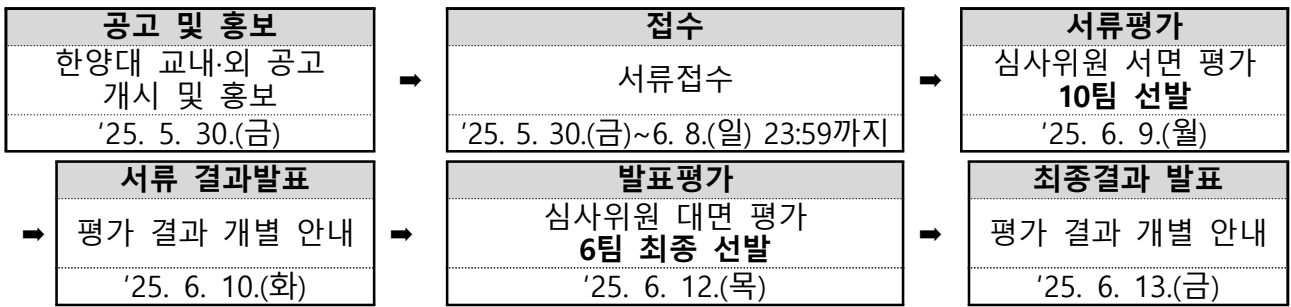 공고 및 홍보
한양대 교내·외 공고
개시 및 홍보
'25. 5. 30.(금)
➡
접수
서류접수
'25. 5. 30.(금)~6. 8.(일) 23:59까지
➡
서류평가
심사위원 서면 평가
10팀 선발
'25. 6. 9.(월)
➡
서류 결과발표
평가 결과 개별 안내
'25. 6. 10.(화)
➡
발표평가
심사위원 대면 평가
6팀 최종 선발
'25. 6. 12.(목)
➡
최종결과 발표
평가 결과 개별 안내
'25. 6. 13.(금)